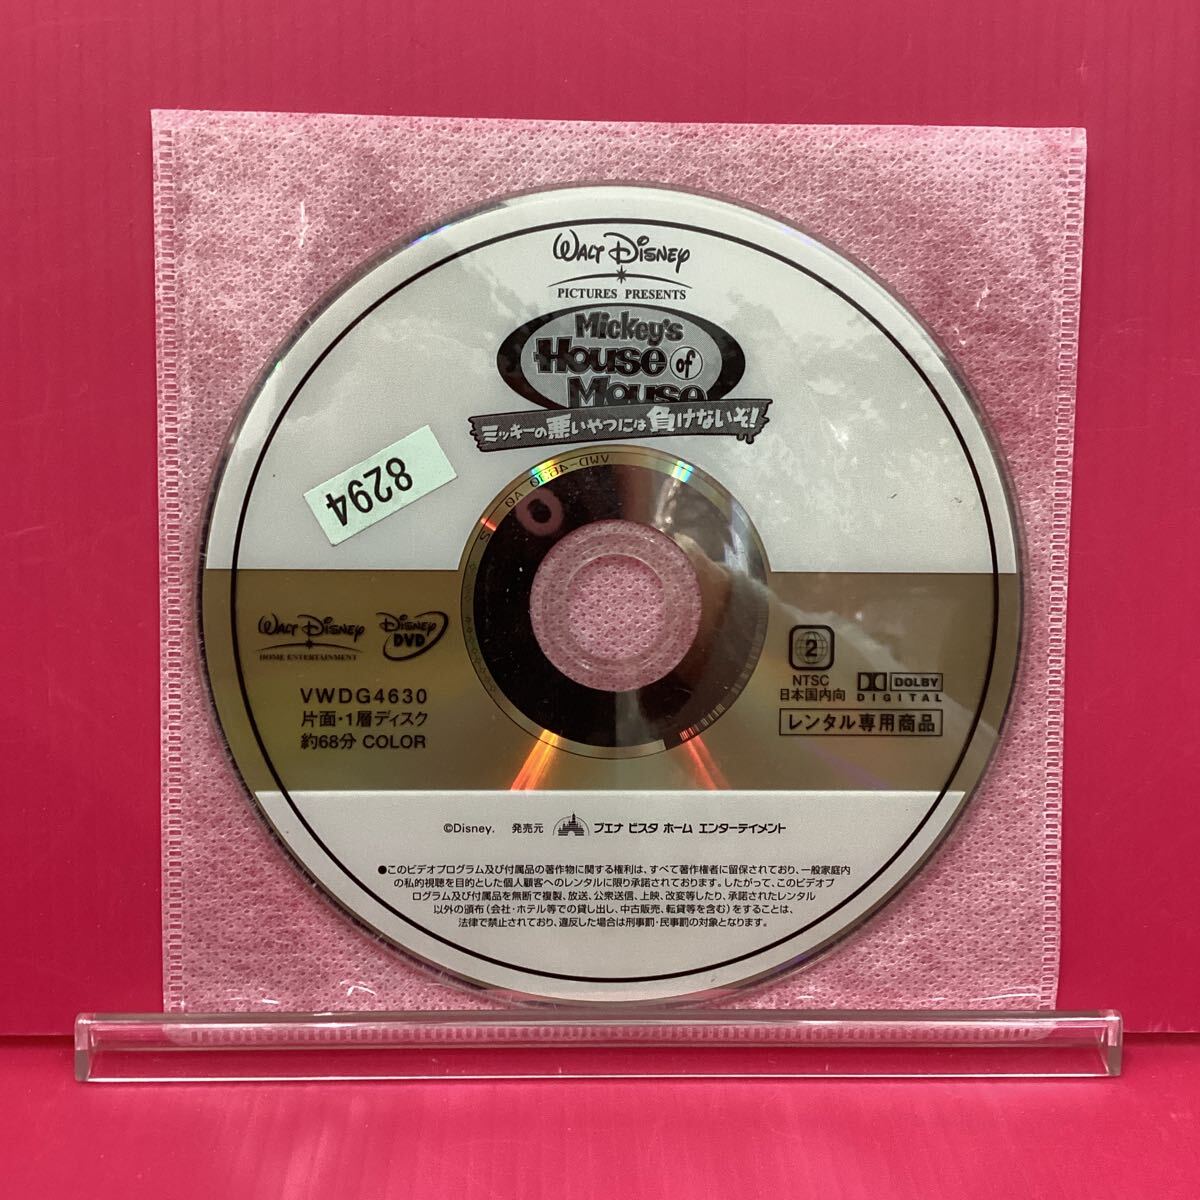 WALT DISNEY
PICTURES PRESENTS
Mickey's
House of
Mouse
ミッキーの悪いやつには負けないぞ!
8294
WALT DISNEY
HOME ENTERTAINMENT
DISNEY
DVD
VWDG4630
片面・1層ディスク
約68分 COLOR
2
NTSC
日本国内向
DOLBY
DIGITAL
レンタル専用商品
©Disney. 発売元 ブエナ ビスタ ホーム エンターテイメント
●このビデオプログラム及び付属品の著作物に関する権利は、すべて著作権者に留保されており、一般家庭内
の私的視聴を目的とした個人顧客へのレンタルに限り承諾されております。したがって、このビデオプ
ログラム及び付属品を無断で複製、放送、公衆送信、上映、改変等したり、承諾されたレンタル
以外の頒布(会社・ホテル等での貸し出し、中古販売、転貸等を含む)をすることは、
法律で禁止されており、違反した場合は刑事罰・民事罰の対象となります。